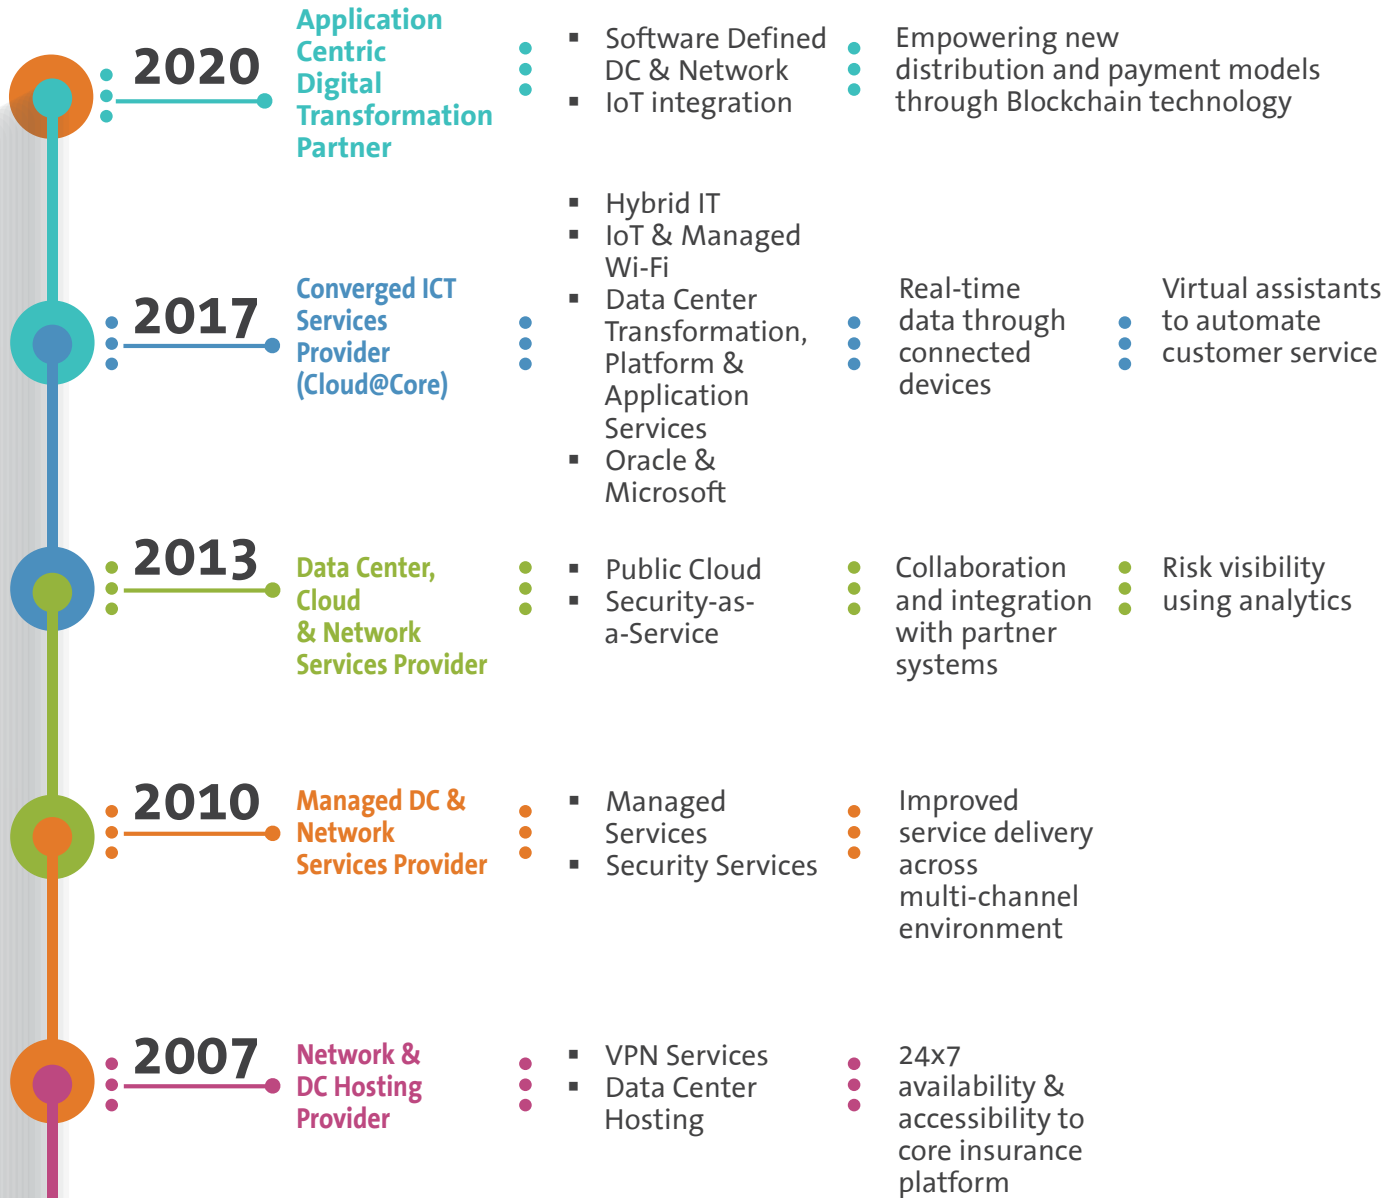 2020
Application
Centric
Digital
Transformation
Partner
▪ Software Defined
DC & Network
▪ IoT integration
Empowering new
distribution and payment models
through Blockchain technology
2017
Converged ICT
Services
Provider
(Cloud@Core)
▪ Hybrid IT
▪ IoT & Managed
Wi-Fi
▪ Data Center
Transformation,
Platform &
Application
Services
▪ Oracle &
Microsoft
Real-time
data through
connected
devices
Virtual assistants
to automate
customer service
2013
Data Center,
Cloud
& Network
Services Provider
▪ Public Cloud
▪ Security-as-
a-Service
Collaboration
and integration
with partner
systems
Risk visibility
using analytics
2010
Managed DC &
Network
Services Provider
▪ Managed
Services
▪ Security Services
Improved
service delivery
across
multi-channel
environment
2007
Network &
DC Hosting
Provider
▪ VPN Services
▪ Data Center
Hosting
24x7
availability &
accessibility to
core insurance
platform